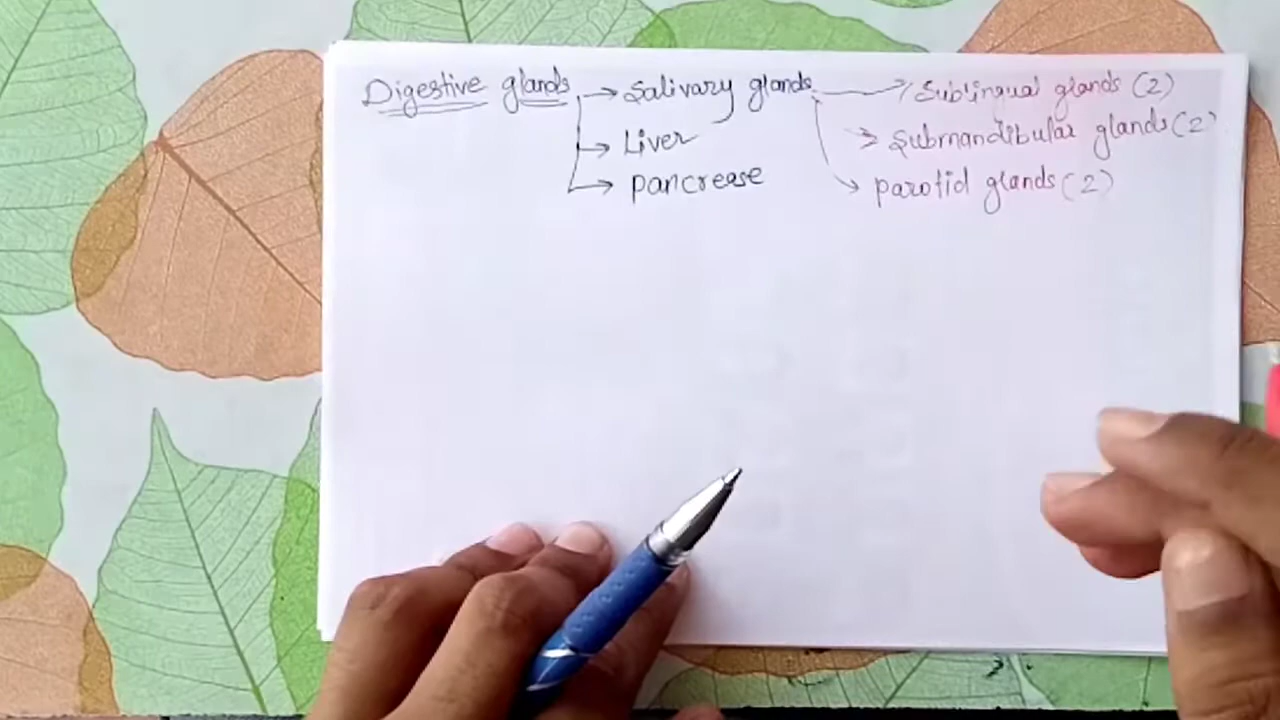 Digestive glands → Salivary glands → Sublingual glands (2)
→ Liver → Submandibular glands (2)
→ pancrease → parotid glands (2)